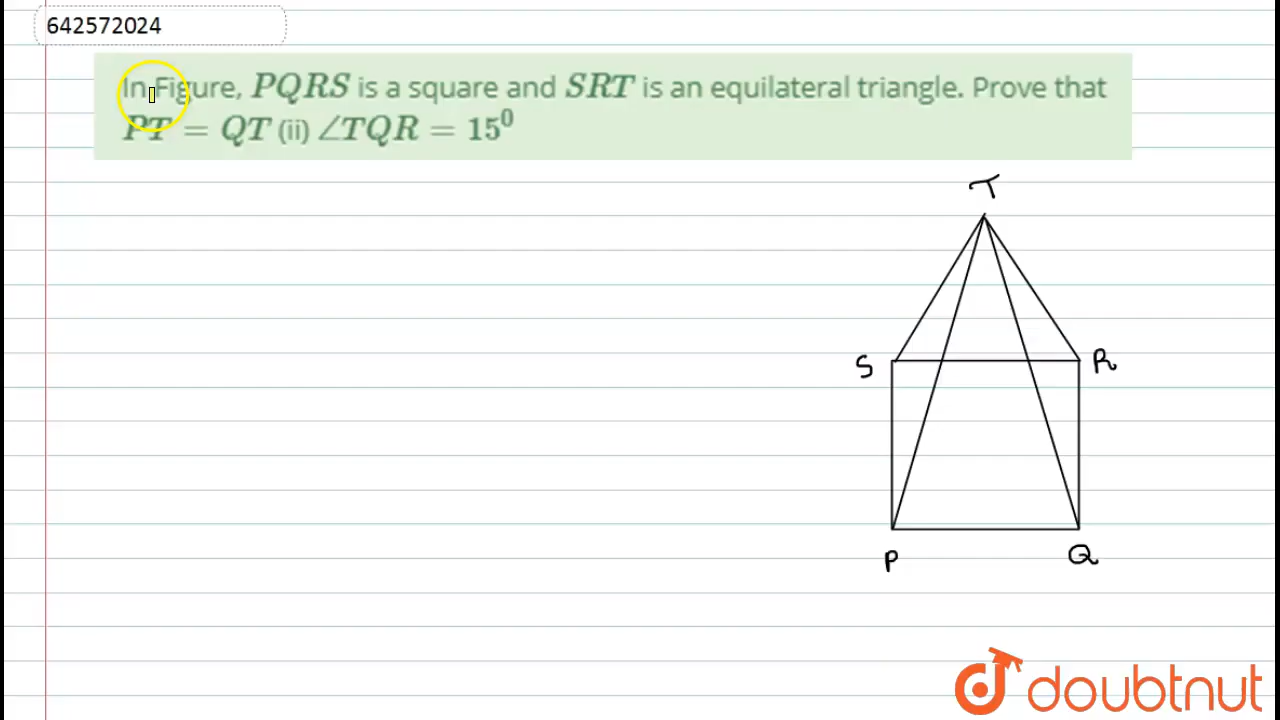 642572024
In Figure, PQRS is a square and SRT is an equilateral triangle. Prove that
PT = QT (ii) ∠TQR = 15⁰
T
S
R
P
Q
doubtnut